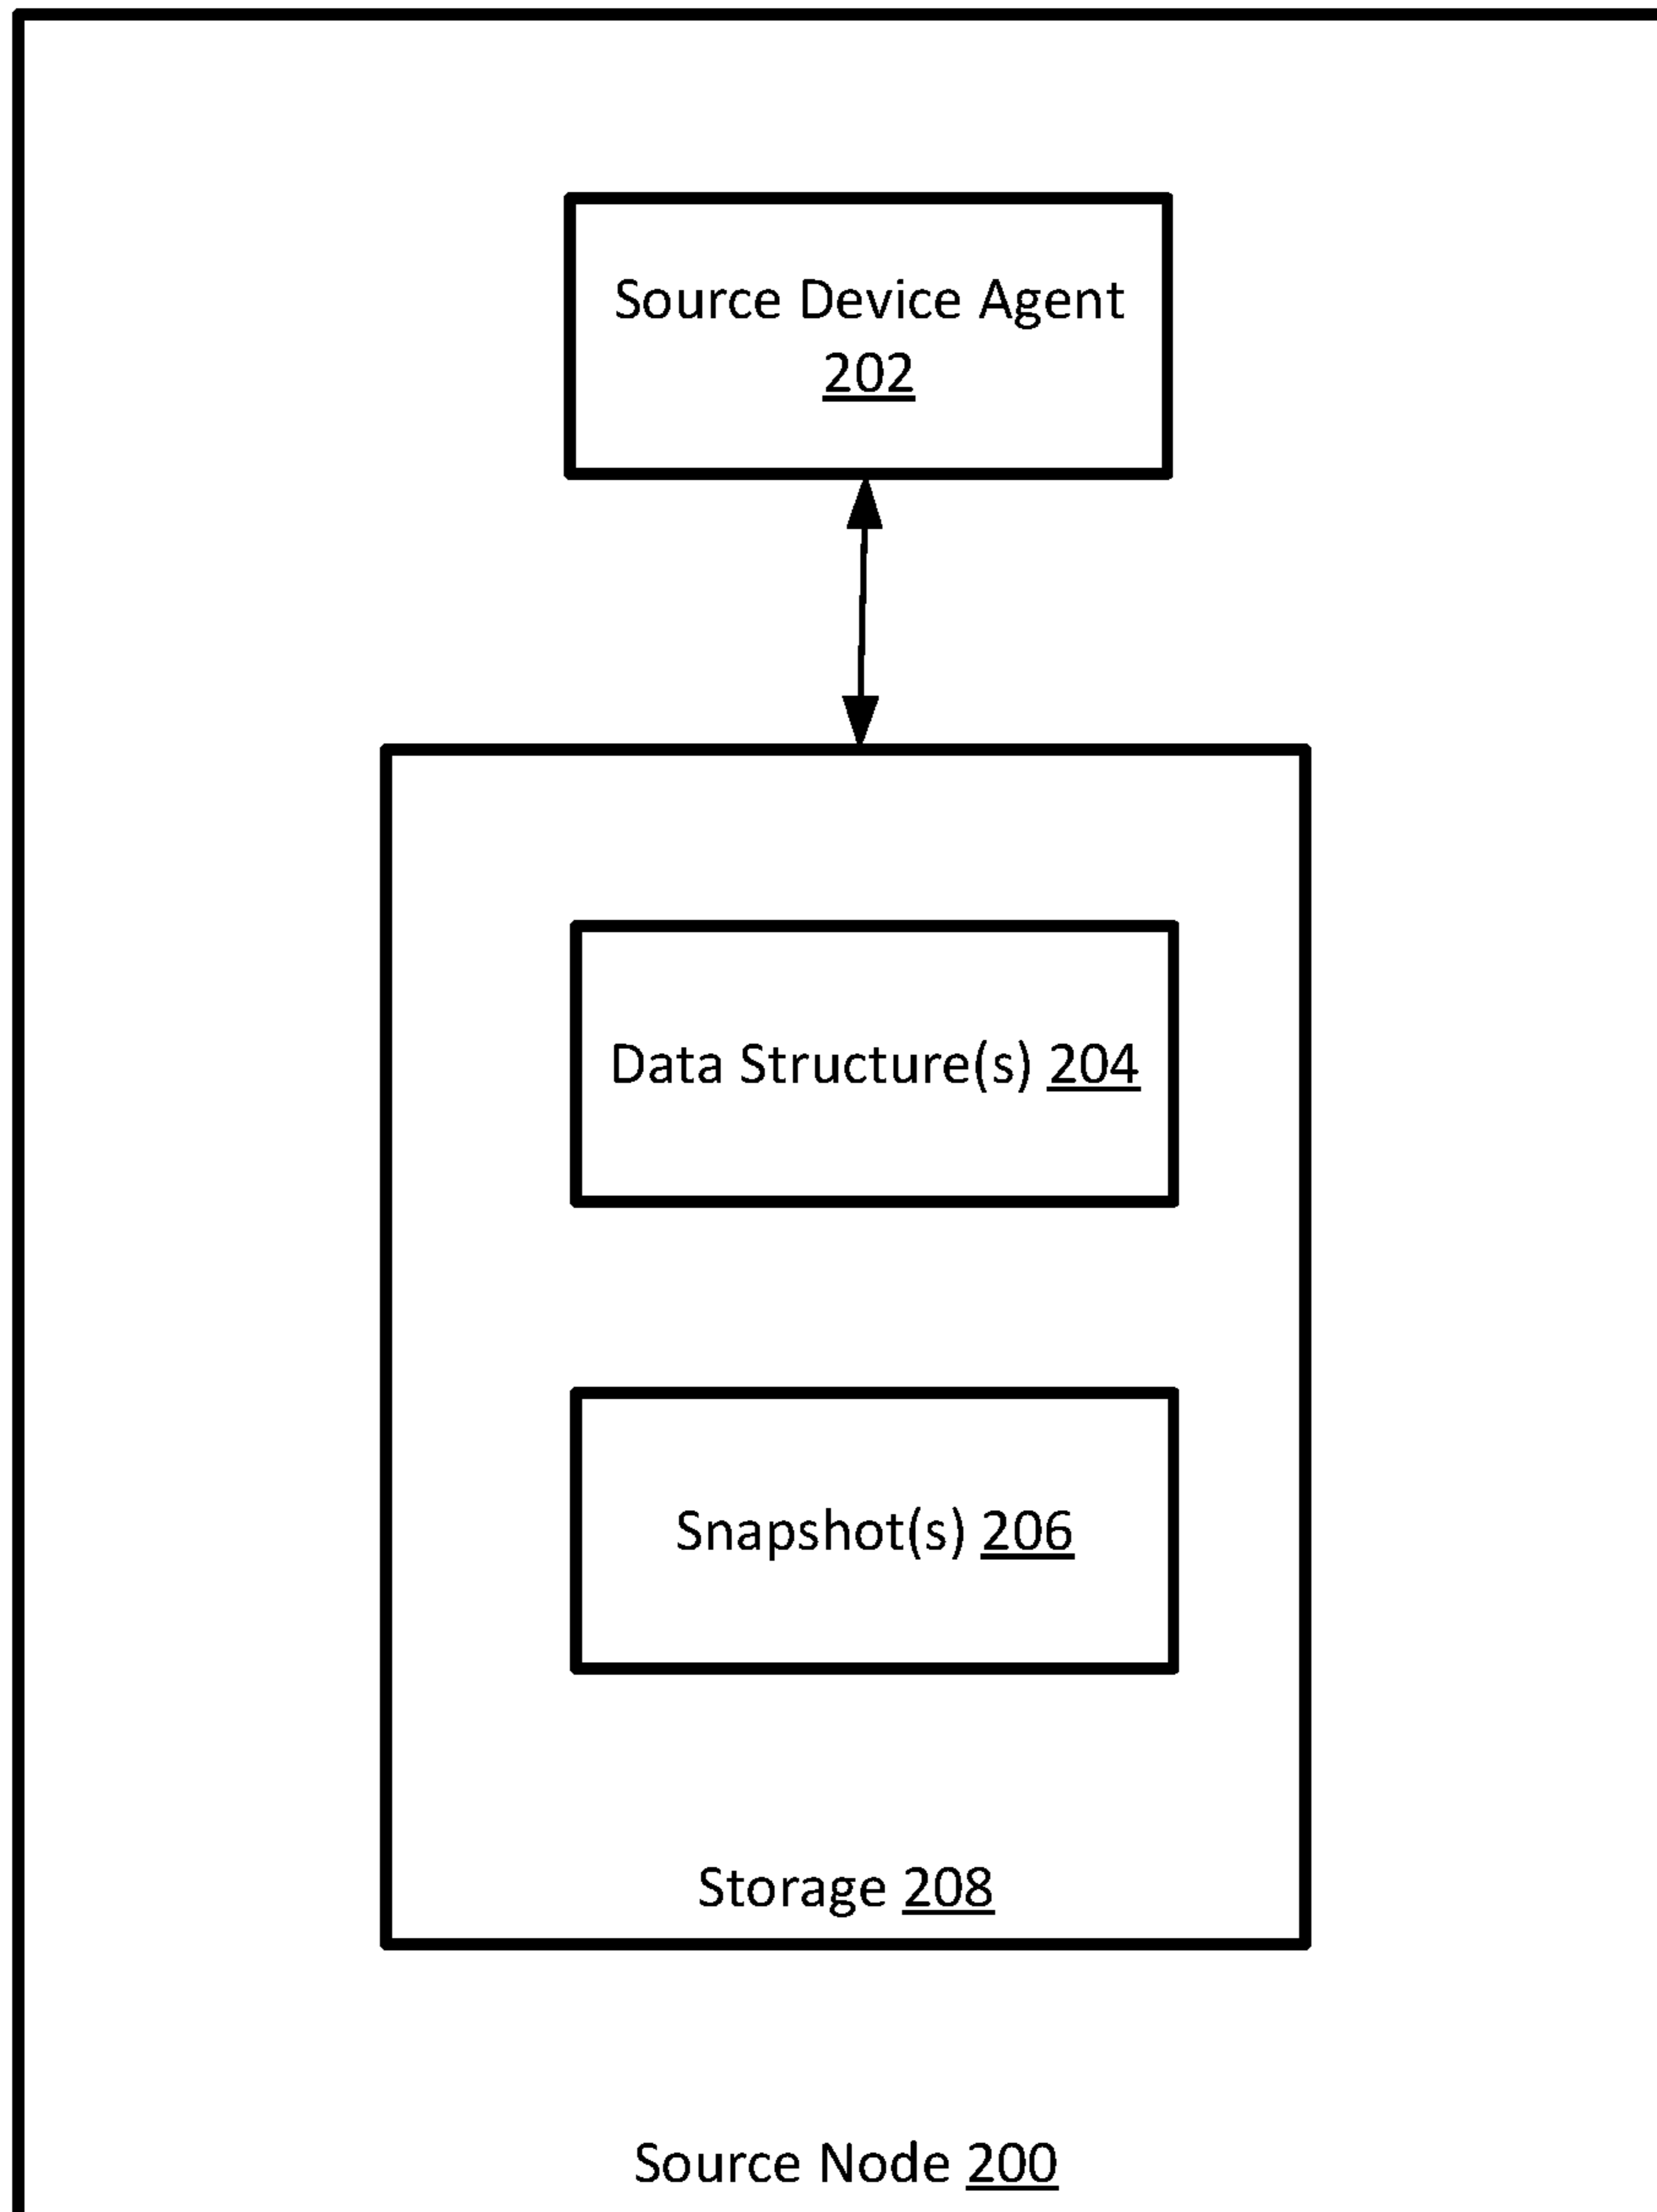 Source Device Agent
202
Data Structure(s) 204
Snapshot(s) 206
Storage 208
Source Node 200